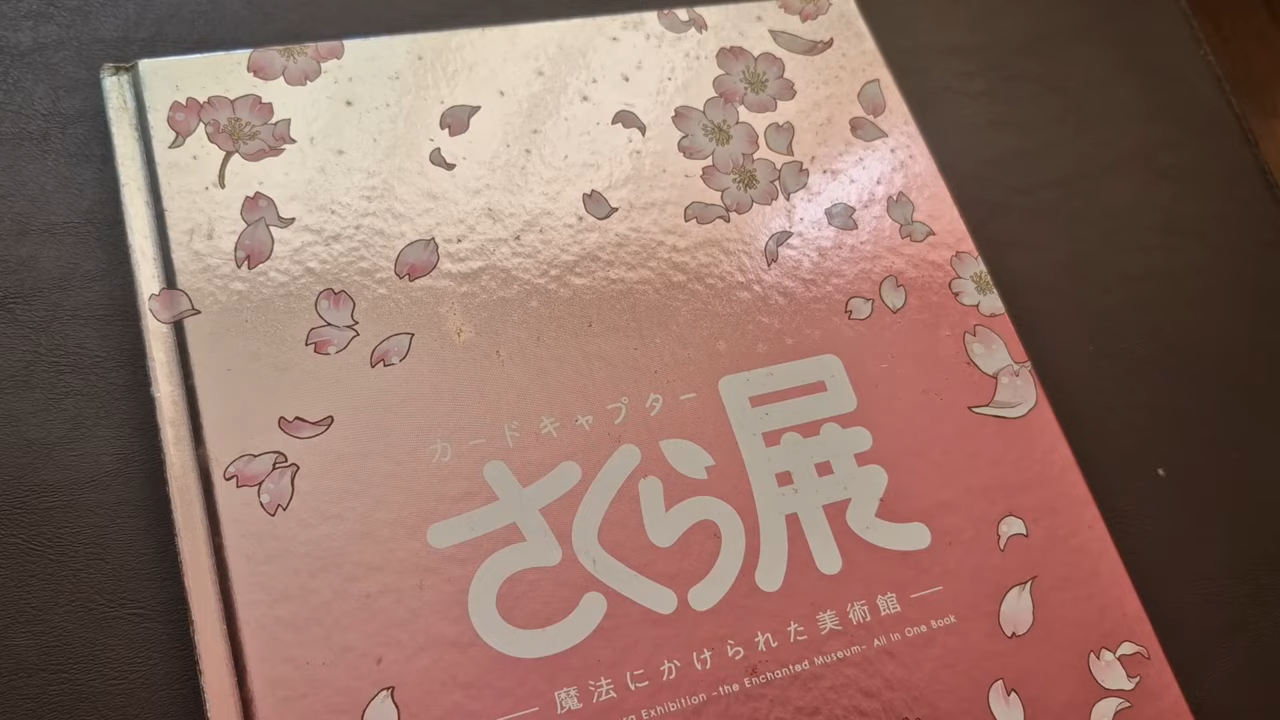 カードキャプター
さくら展
― 魔法にかけられた美術館 ―
Exhibition -the Enchanted Museum- All In One Book